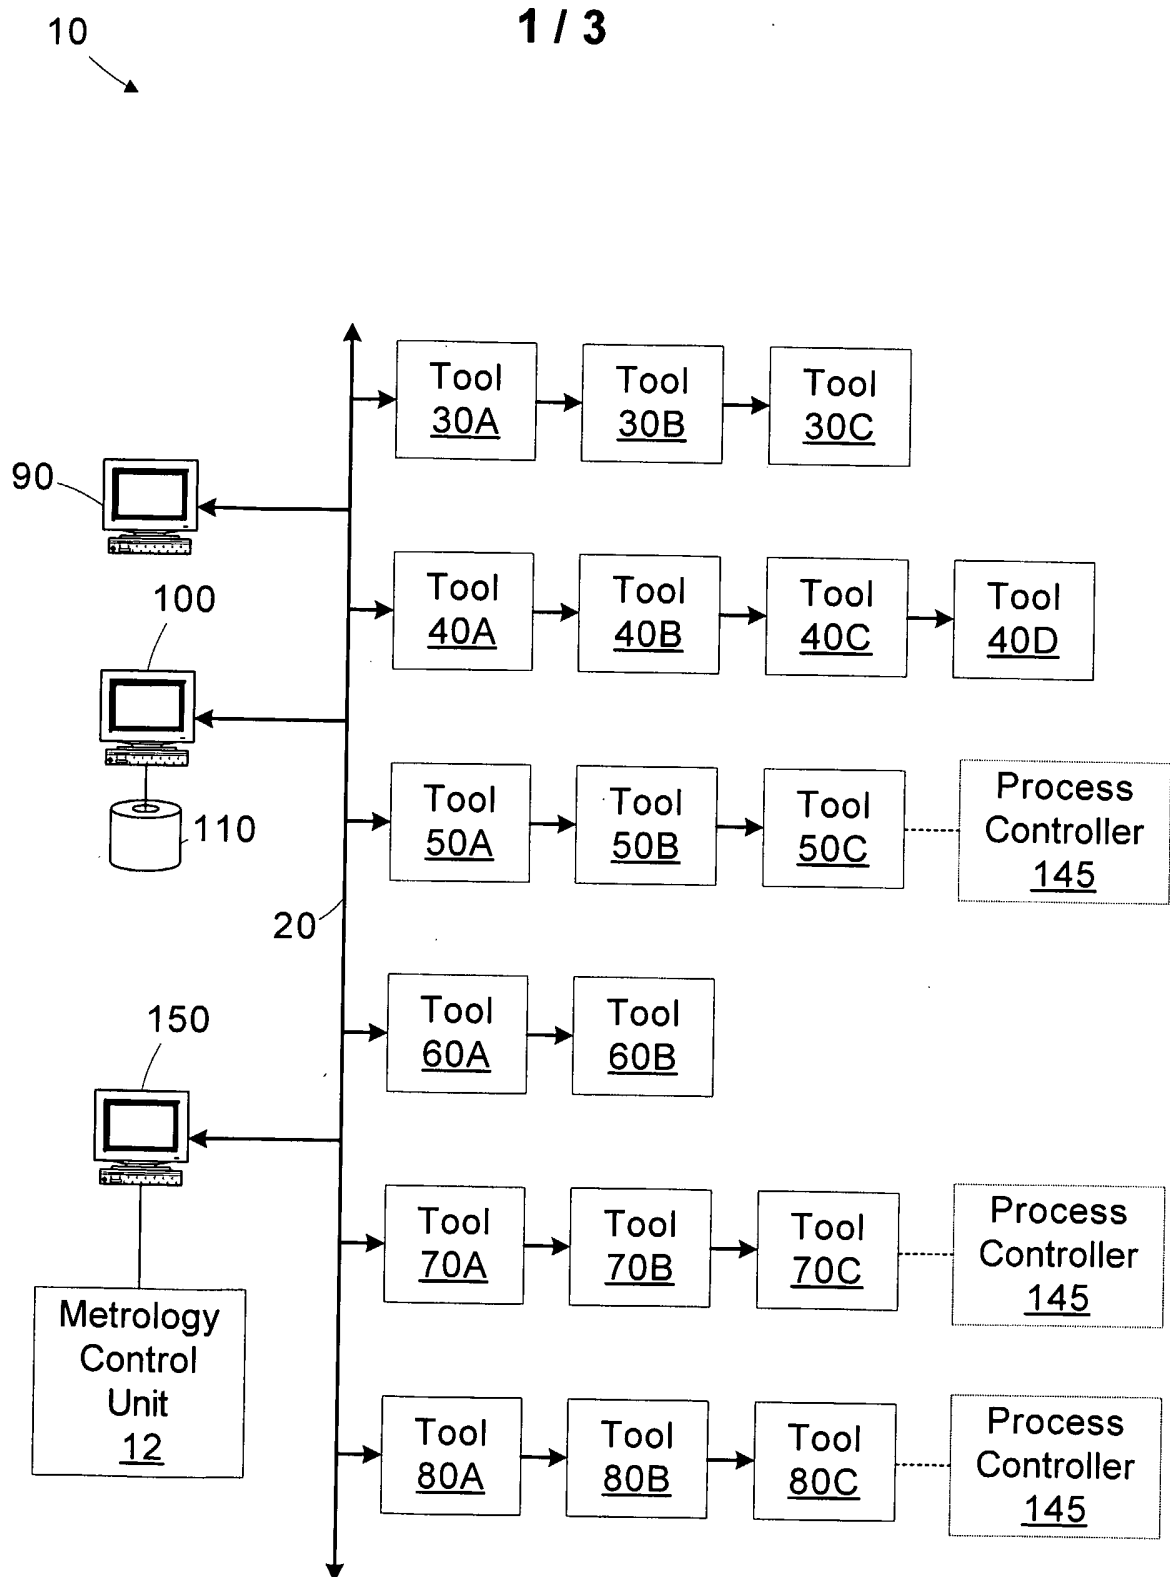 1 / 3
10
Tool
30A
Tool
30B
Tool
30C
90
Tool
40A
Tool
40B
Tool
40C
Tool
40D
100
110
Tool
50A
Tool
50B
Tool
50C
Process
Controller
145
20
Tool
60A
Tool
60B
150
Tool
70A
Tool
70B
Tool
70C
Process
Controller
145
Metrology
Control
Unit
12
Tool
80A
Tool
80B
Tool
80C
Process
Controller
145